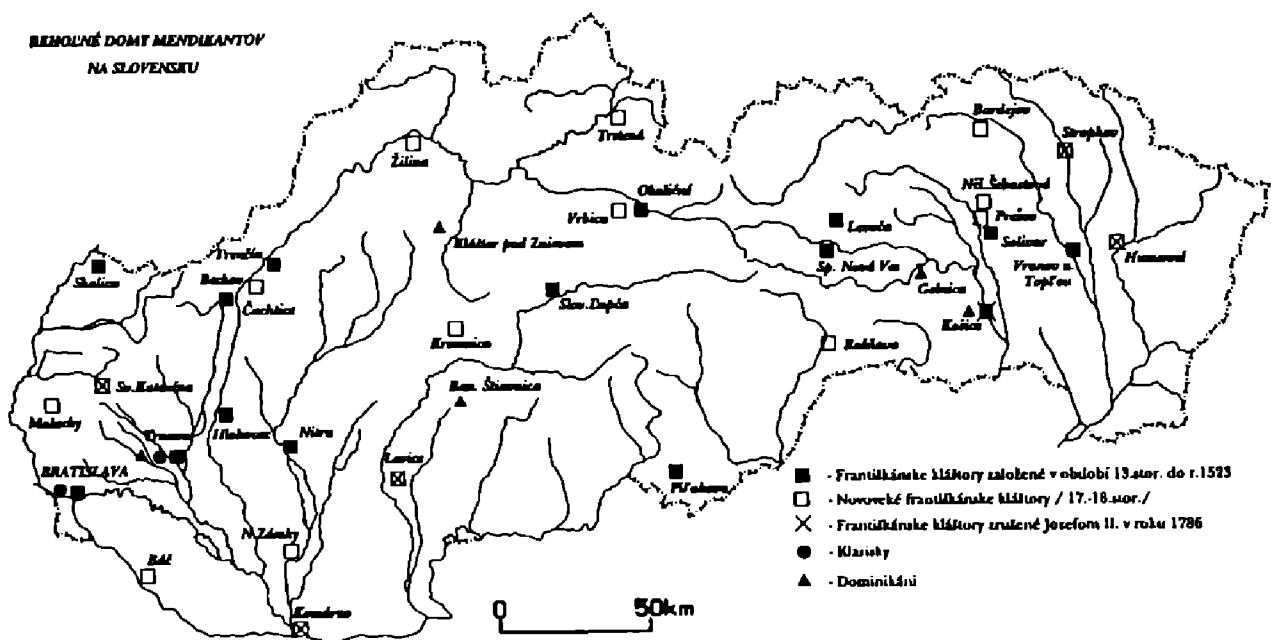 REHOĽNÉ DOMY MENDIKANTOV
NA SLOVENSKU
Bardejov
Stropkov
Trstená
Žilina
Okoličné
Niž. Šebastová
Vrbica
Levoča
Prešov
Solivar
Kláštor pod Znievom
Trenčín
Sp. Nová Ves
Vranov n.
Topľou
Humenné
Skalica
Beckov
Gelnica
Čachtice
Slov. Ľupča
Košice
Kremnica
Rožňava
Sv. Katarína
Ban. Štiavnica
Malacky
Hlohovec
Trnava
Nitra
BRATISLAVA
Levice
Fiľakovo
- Františkánske kláštory založené v období 13.stor. do r.1523
- Novoveké františkánske kláštory / 17.-18.stor./
- Františkánske kláštory zrušené Jozefom II. v roku 1786
- Klarisky
- Dominikáni
N. Zámky
Báč
Komárno
0 50km